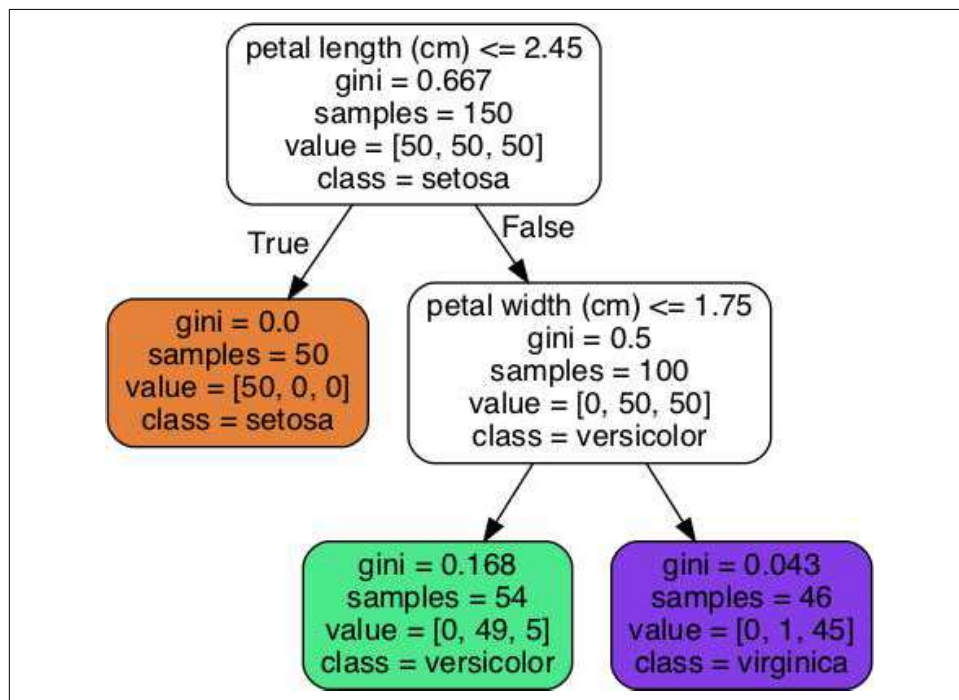 petal length (cm) <= 2.45
gini = 0.667
samples = 150
value = [50, 50, 50]
class = setosa
True
False
gini = 0.0
samples = 50
value = [50, 0, 0]
class = setosa
petal width (cm) <= 1.75
gini = 0.5
samples = 100
value = [0, 50, 50]
class = versicolor
gini = 0.168
samples = 54
value = [0, 49, 5]
class = versicolor
gini = 0.043
samples = 46
value = [0, 1, 45]
class = virginica